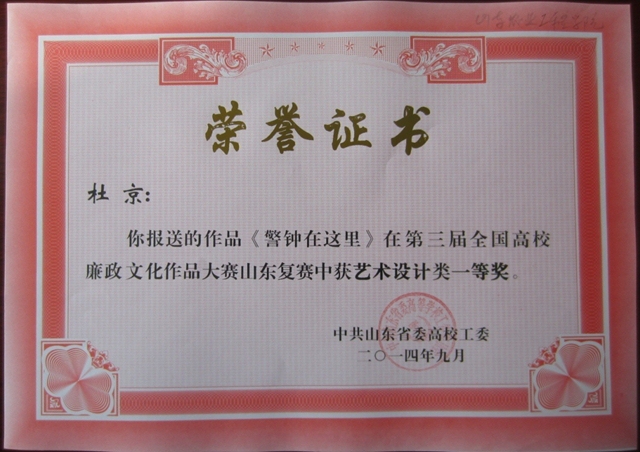 荣誉证书
杜 京：
你报送的作品《警钟在这里》在第三届全国高校
廉政文化作品大赛山东复赛中获艺术设计类一等奖。
中共山东省委高校工委
二〇一四年九月